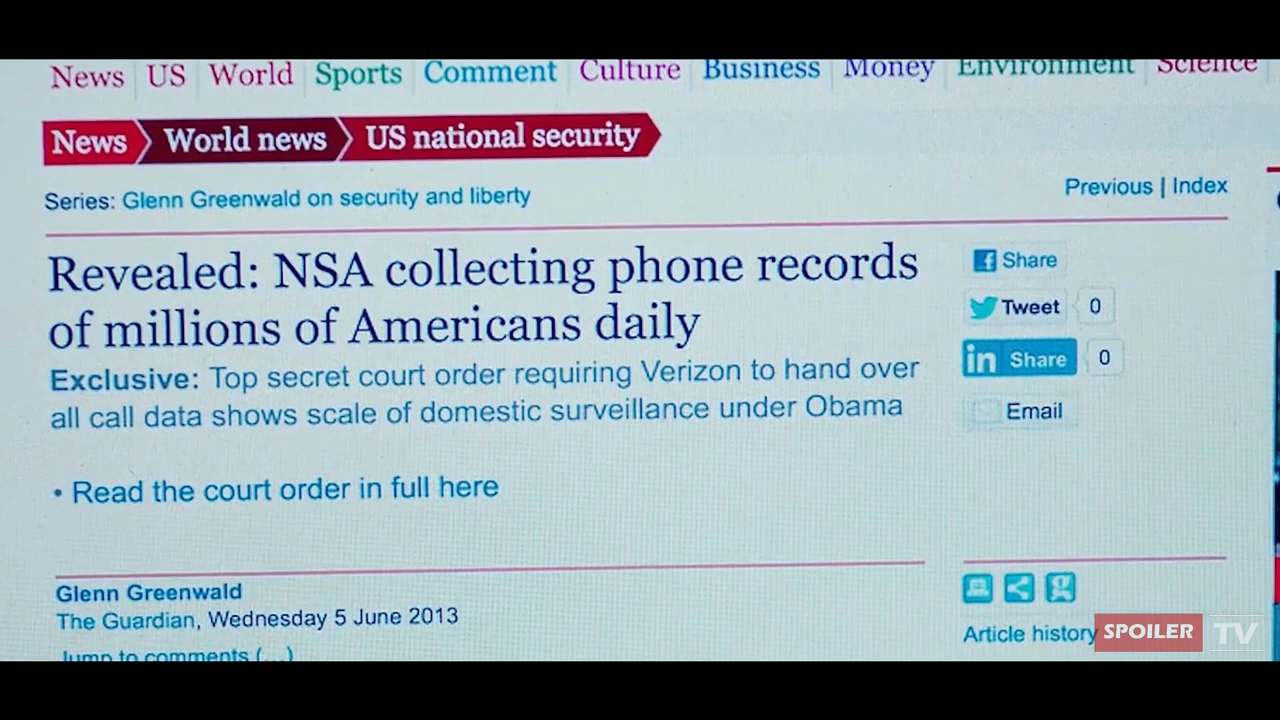 News US World Sports Comment Culture Business Money Environment Science
News World news US national security
Series: Glenn Greenwald on security and liberty
Previous | Index
Revealed: NSA collecting phone records
of millions of Americans daily
Exclusive: Top secret court order requiring Verizon to hand over
all call data shows scale of domestic surveillance under Obama
• Read the court order in full here
Share
Tweet 0
in Share 0
Email
Glenn Greenwald
The Guardian, Wednesday 5 June 2013
Jump to comments (...)
Article history
SPOILER TV